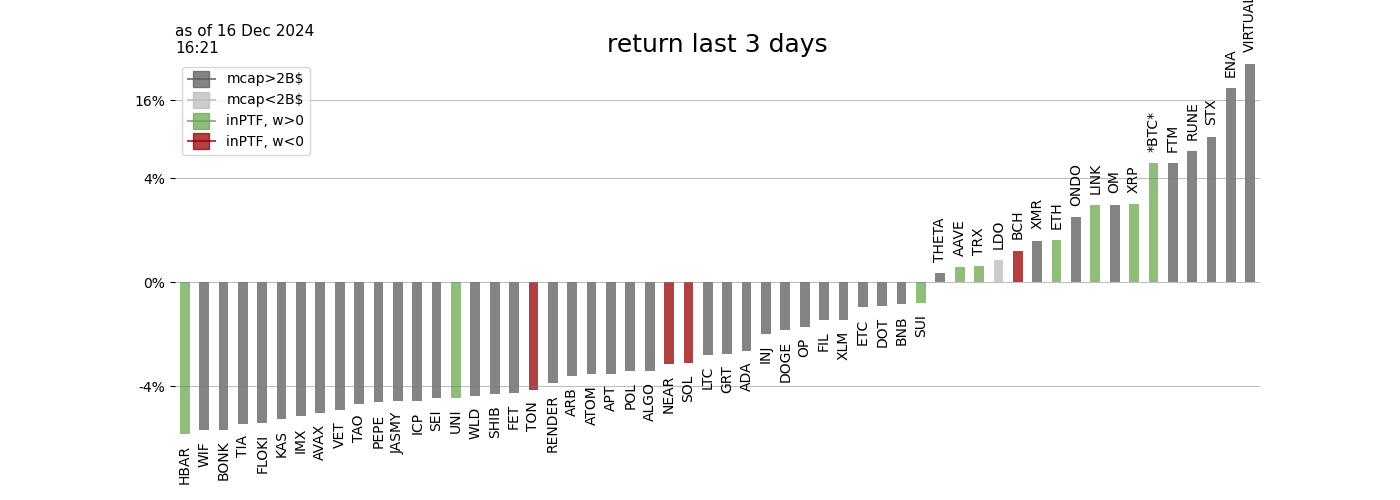 as of 16 Dec 2024
16:21
return last 3 days
mcap>2B$
mcap<2B$
inPTF, w>0
inPTF, w<0
16%
4%
0%
-4%
HBAR
WIF
BONK
TIA
FLOKI
KAS
IMX
AVAX
VET
TAO
PEPE
JASMY
ICP
SEI
UNI
WLD
SHIB
FET
TON
RENDER
ARB
ATOM
APT
POL
ALGO
NEAR
SOL
LTC
GRT
ADA
INJ
DOGE
OP
FIL
XLM
ETC
DOT
BNB
SUI
THETA
AAVE
TRX
LDO
BCH
XMR
ETH
ONDO
LINK
OM
XRP
*BTC*
FTM
RUNE
STX
ENA
VIRTUAL